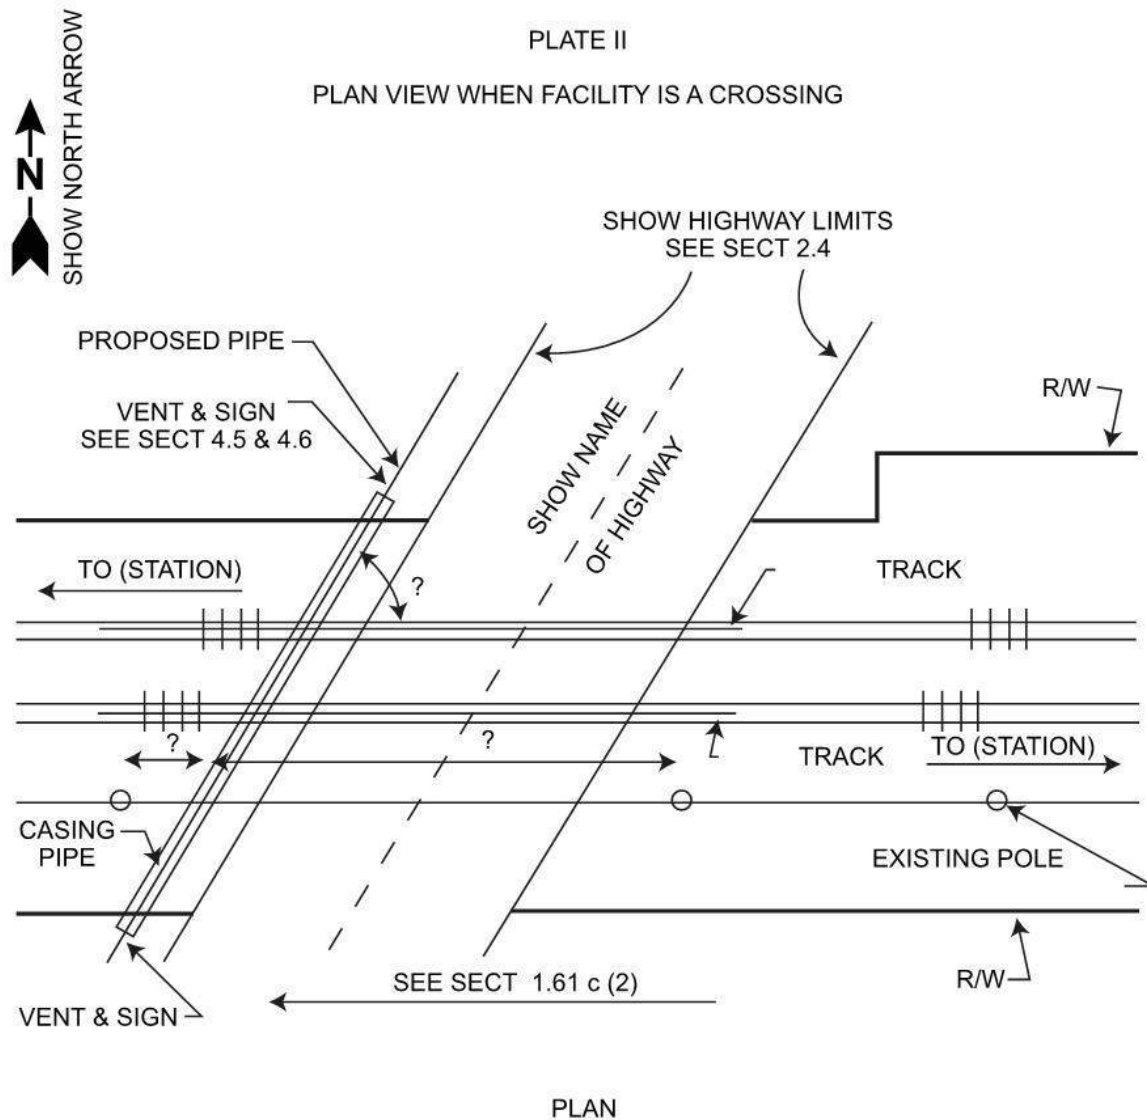 PLATE II
PLAN VIEW WHEN FACILITY IS A CROSSING
SHOW NORTH ARROW
N
SHOW HIGHWAY LIMITS
SEE SECT 2.4
PROPOSED PIPE
VENT & SIGN
SEE SECT 4.5 & 4.6
R/W
SHOW NAME
OF HIGHWAY
TO (STATION)
?
TRACK
?
?
TRACK
TO (STATION)
CASING
PIPE
EXISTING POLE
SEE SECT 1.61 c (2)
R/W
VENT & SIGN
PLAN